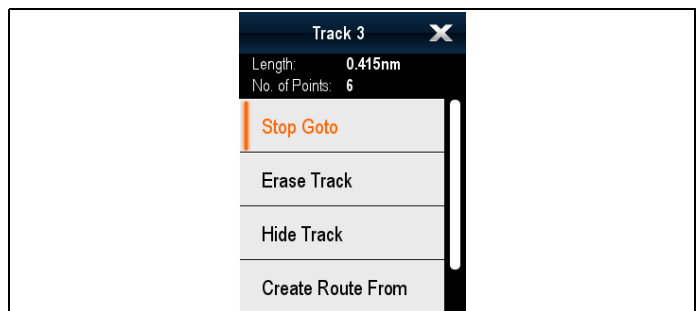 Track 3
Length: 0.415nm
No. of Points: 6
Stop Goto
Erase Track
Hide Track
Create Route From